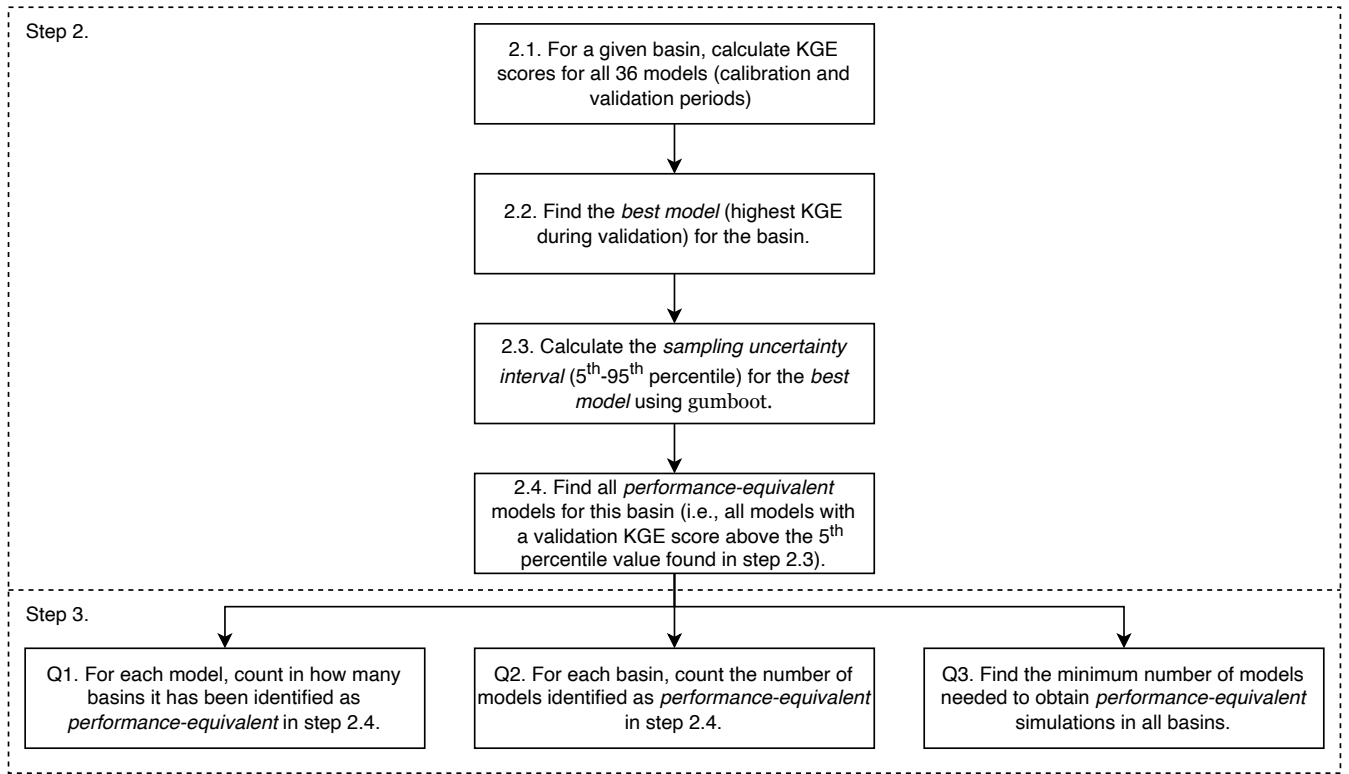 Step 2.
2.1. For a given basin, calculate KGE
scores for all 36 models (calibration and
validation periods)
2.2. Find the best model (highest KGE
during validation) for the basin.
2.3. Calculate the sampling uncertainty
interval (5th-95th percentile) for the best
model using gumboot.
2.4. Find all performance-equivalent
models for this basin (i.e., all models with
a validation KGE score above the 5th
percentile value found in step 2.3).
Step 3.
Q1. For each model, count in how many
basins it has been identified as
performance-equivalent in step 2.4.
Q2. For each basin, count the number of
models identified as performance-equivalent
in step 2.4.
Q3. Find the minimum number of models
needed to obtain performance-equivalent
simulations in all basins.